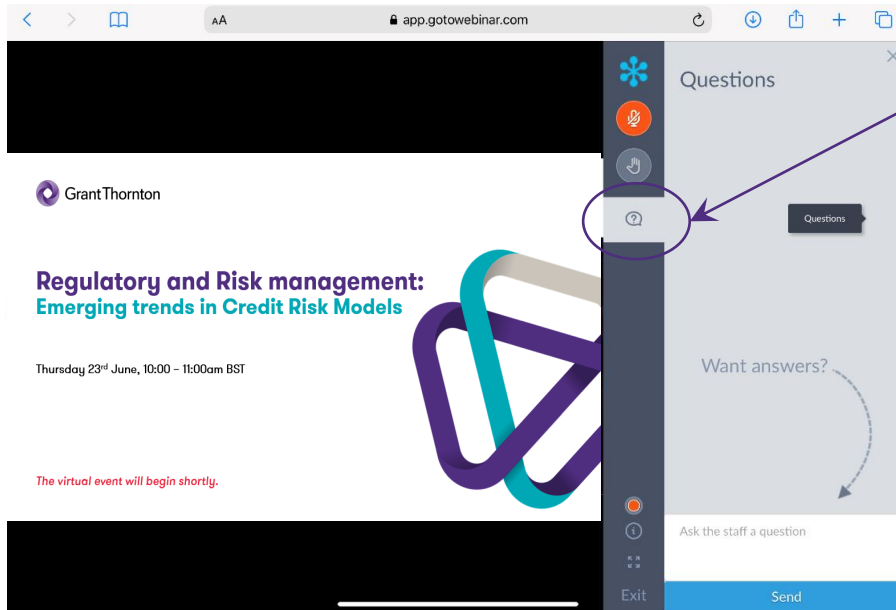 AA
app.gotowebinar.com
Questions
Grant Thornton
Questions
Regulatory and Risk management:
Emerging trends in Credit Risk Models
Want answers?
Thursday 23rd June, 10:00 – 11:00am BST
The virtual event will begin shortly.
Ask the staff a question
Exit
Send